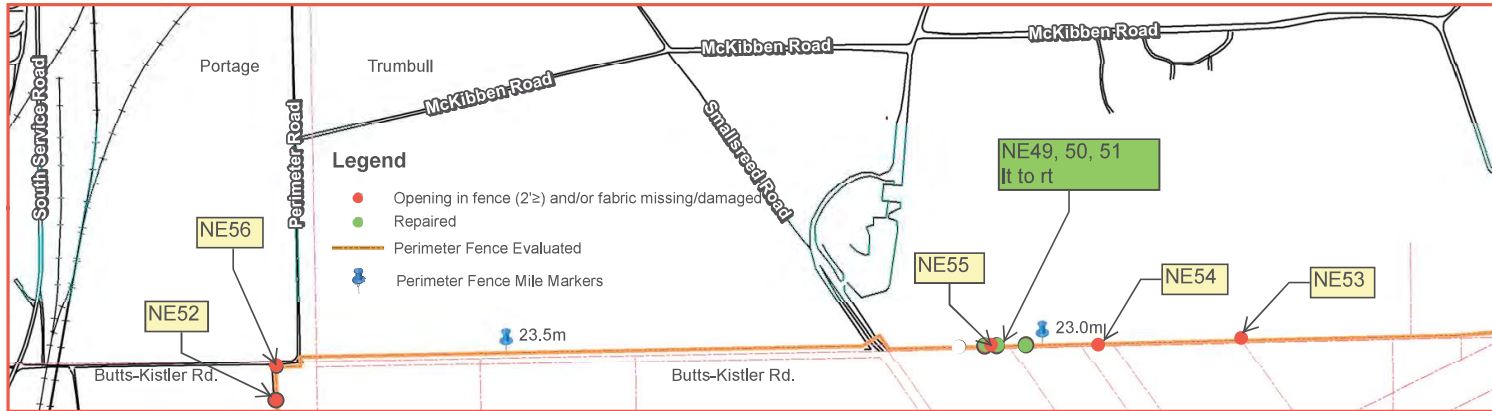 McKibben Road
McKibben Road
McKibben Road
Portage
Trumbull
South Service Road
Perimeter Road
Smallsreed Road
Legend
Opening in fence (2'≥) and/or fabric missing/damaged
Repaired
Perimeter Fence Evaluated
Perimeter Fence Mile Markers
NE49, 50, 51
lt to rt
NE56
NE52
NE55
NE54
NE53
23.5m
23.0m
Butts-Kistler Rd.
Butts-Kistler Rd.